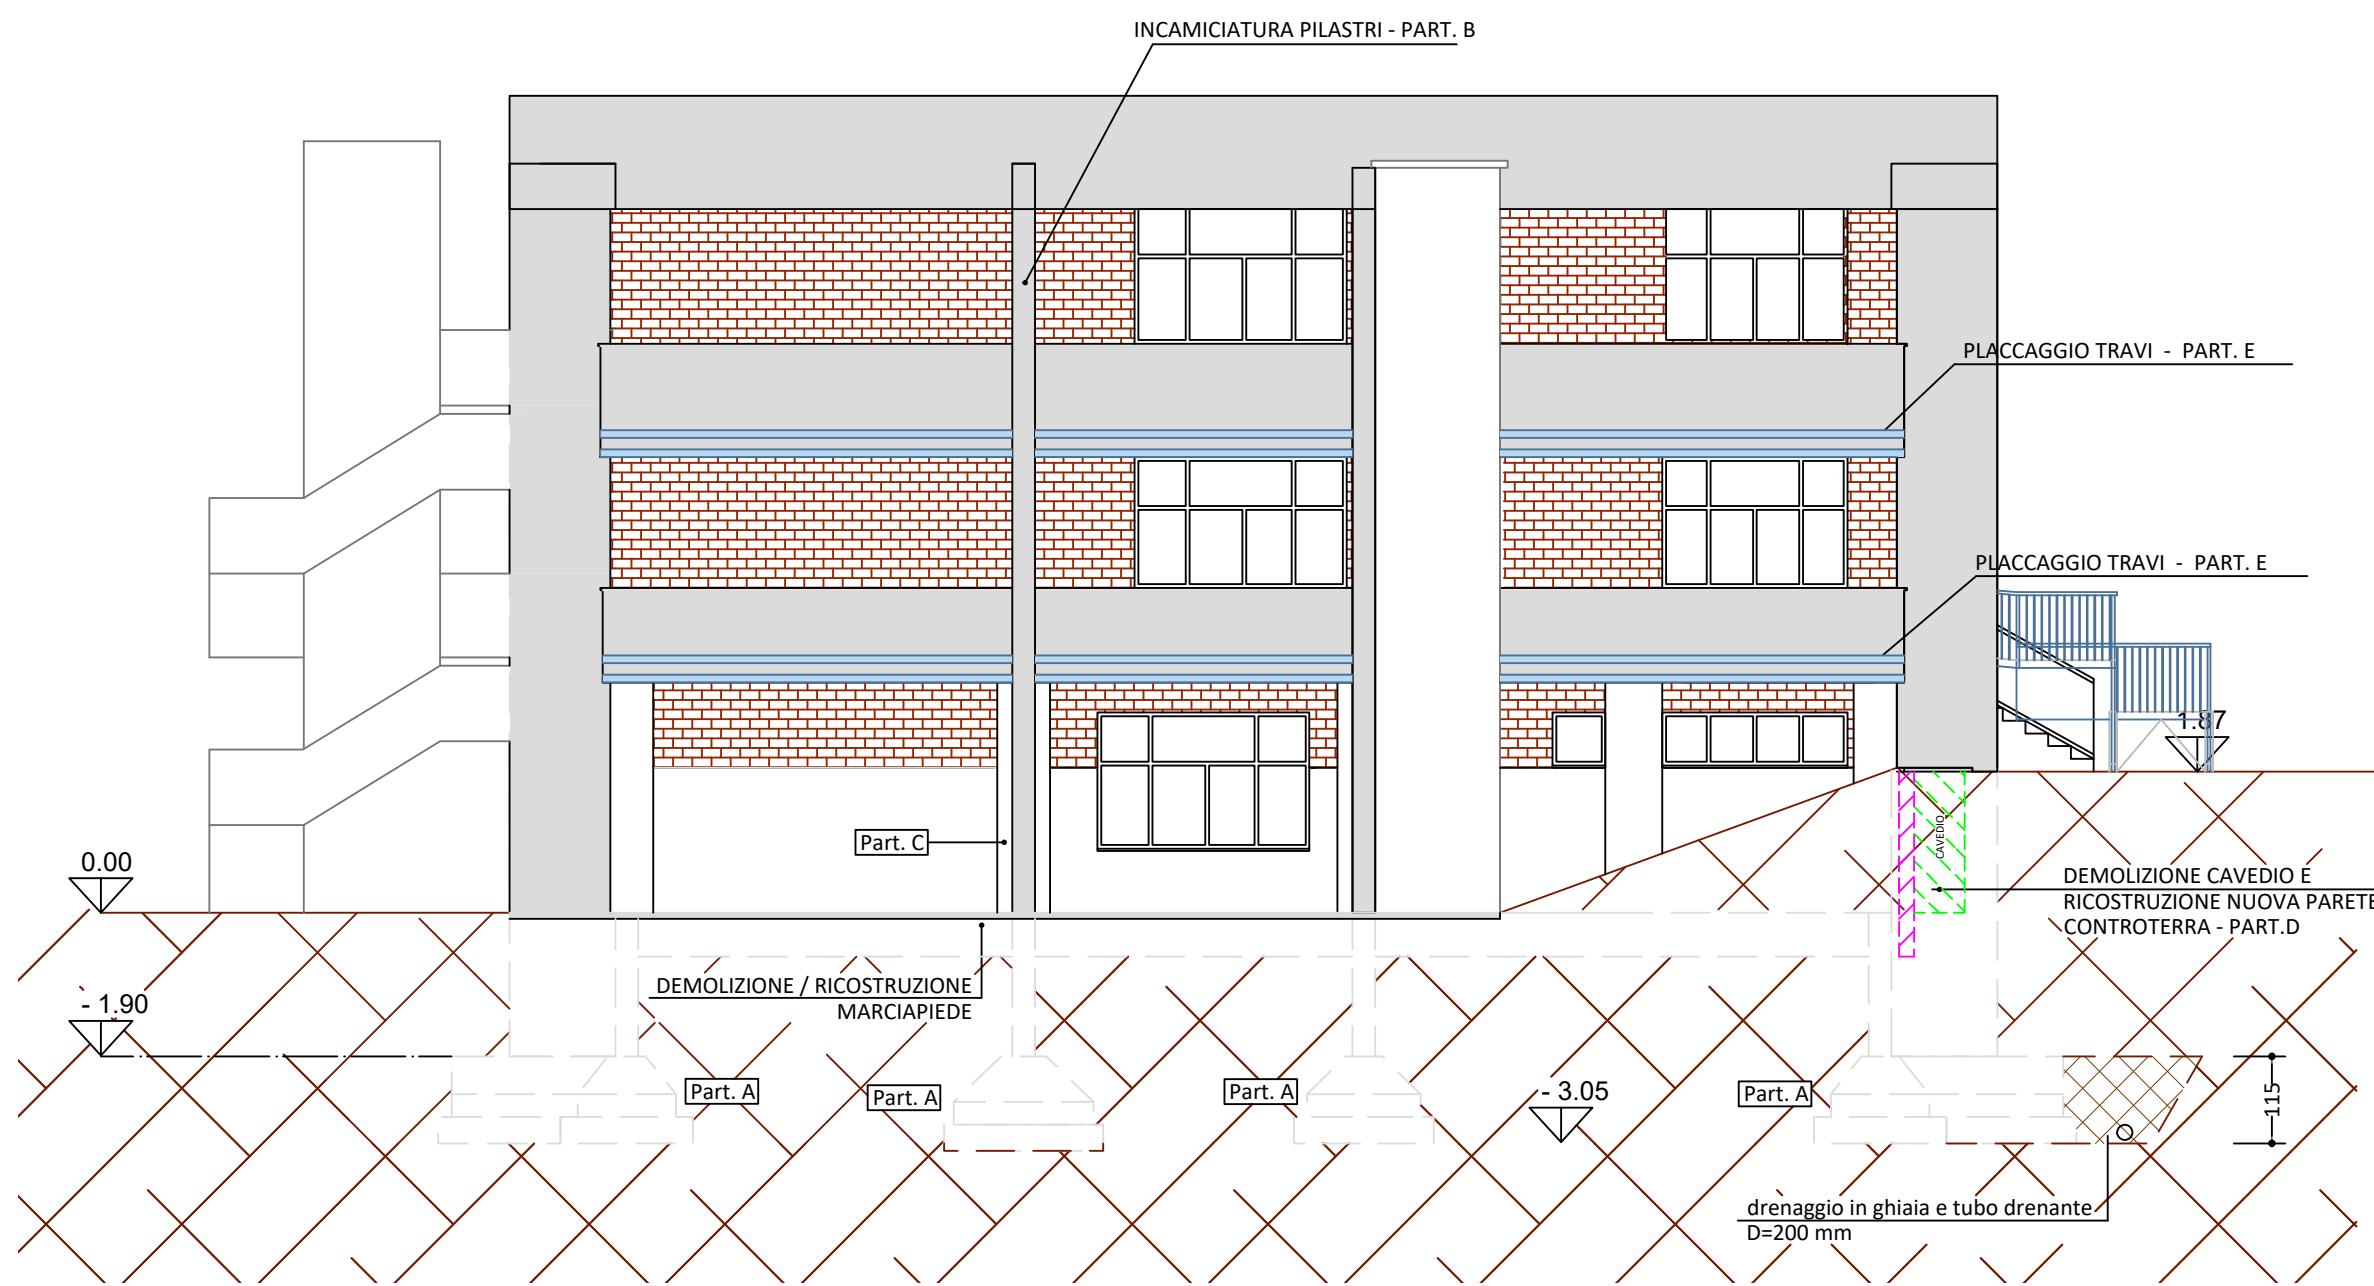 INCAMICIATURA PILASTRI - PART. B
PLACCAGGIO TRAVI - PART. E
PLACCAGGIO TRAVI - PART. E
1.87
Part. C
0.00
CAVEDIO
DEMOLIZIONE CAVEDIO E
RICOSTRUZIONE NUOVA PARETE
CONTROTERRA - PART.D
DEMOLIZIONE / RICOSTRUZIONE
MARCIAPIEDE
- 1.90
Part. A
Part. A
Part. A
- 3.05
Part. A
115
drenaggio in ghiaia e tubo drenante
D=200 mm